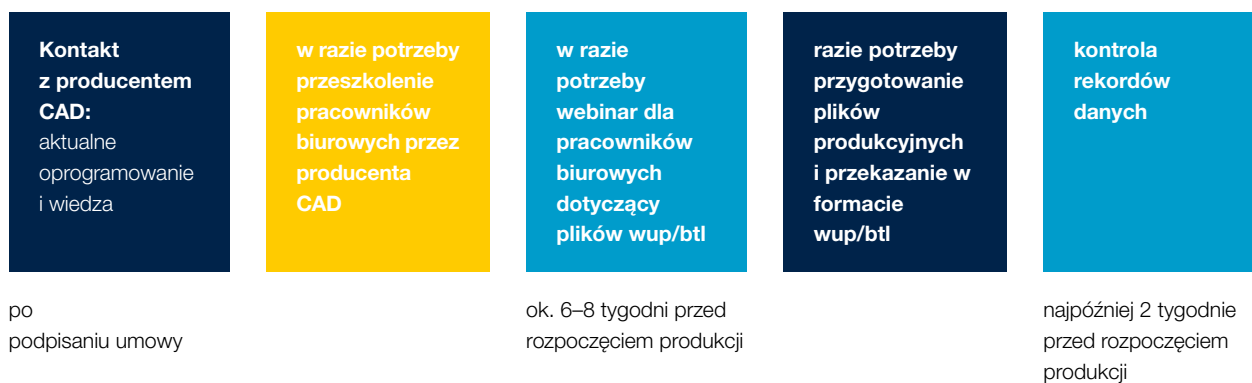 Kontakt
z producentem
CAD:
aktualne
oprogramowanie
i wiedza
w razie potrzeby
przeszkolenie
pracowników
biurowych przez
producenta
CAD
w razie
potrzeby
webinar dla
pracowników
biurowych
dotyczący
plików wup/btl
razie potrzeby
przygotowanie
plików
produkcyjnych
i przekazanie w
formacie
wup/btl
kontrola
rekordów
danych
po
podpisaniu umowy
ok. 6–8 tygodni przed
rozpoczęciem produkcji
najpóźniej 2 tygodnie
przed rozpoczęciem
produkcji